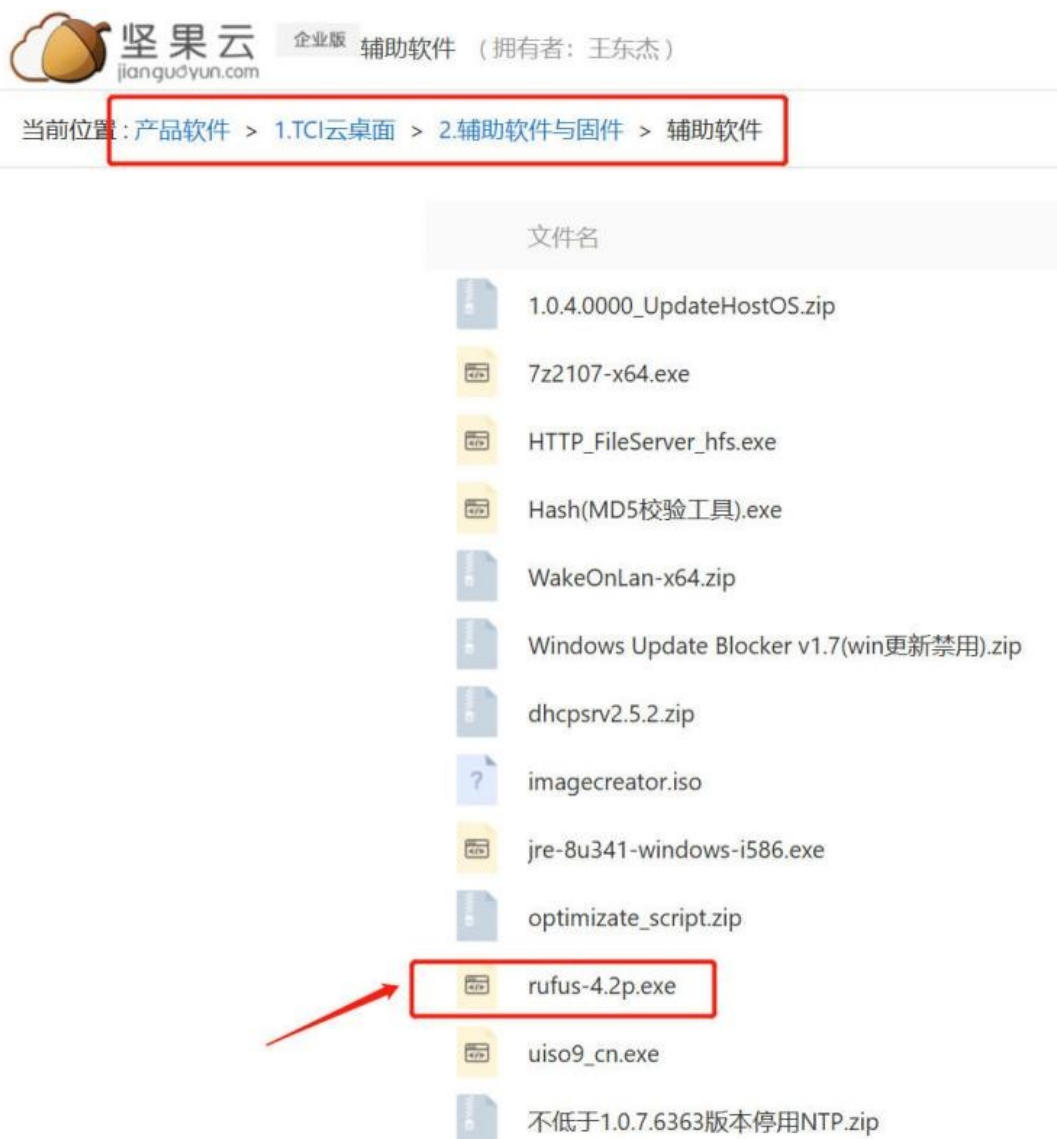 坚果云 企业版 辅助软件 (拥有者: 王东杰)
jianguoyun.com
当前位置 : 产品软件 > 1.TCI云桌面 > 2.辅助软件与固件 > 辅助软件
文件名
1.0.4.0000_UpdateHostOS.zip
7z2107-x64.exe
HTTP_FileServer_hfs.exe
Hash(MD5校验工具).exe
WakeOnLan-x64.zip
Windows Update Blocker v1.7(win更新禁用).zip
dhcpsrv2.5.2.zip
imagecreator.iso
jre-8u341-windows-i586.exe
optimizate_script.zip
rufus-4.2p.exe
uiso9_cn.exe
不低于1.0.7.6363版本停用NTP.zip